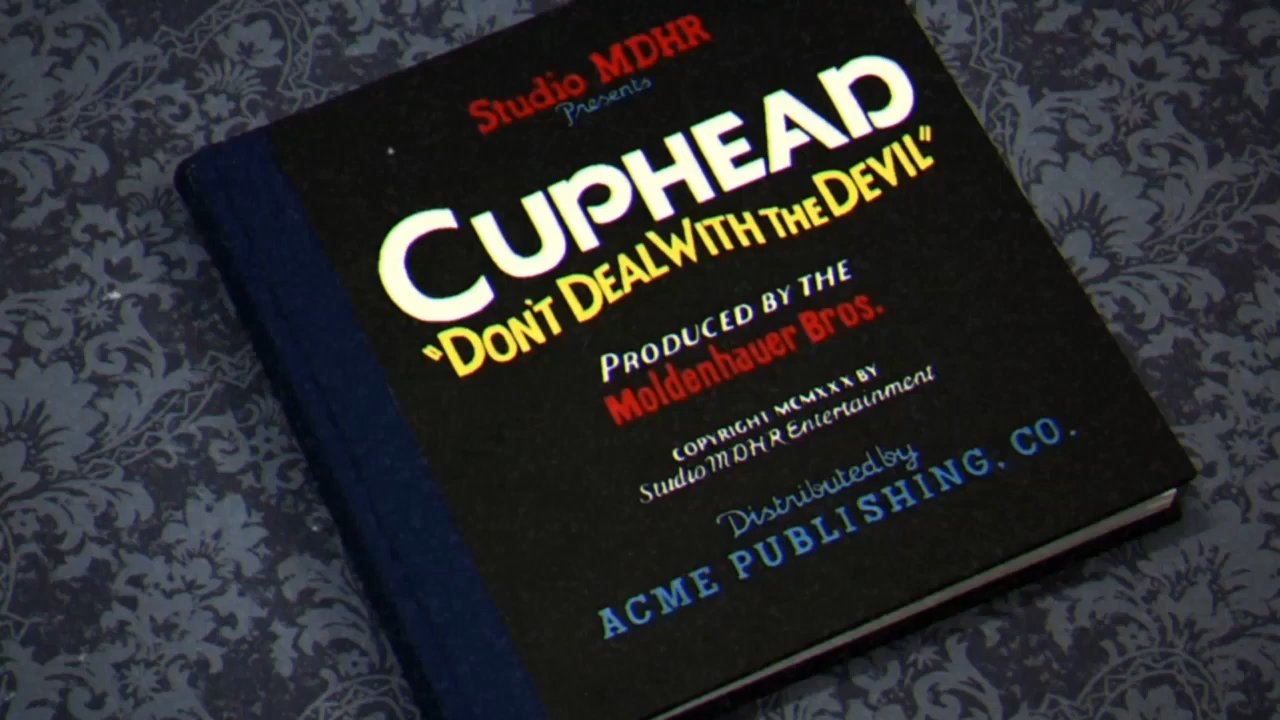 Studio MDHR
Presents
CUPHEAD
"DON'T DEAL WITH THE DEVIL"
PRODUCED BY THE
Moldenhauer Bros.
COPYRIGHT MCMXXX BY
Studio MDHR Entertainment
Distributed by
ACME PUBLISHING. CO.